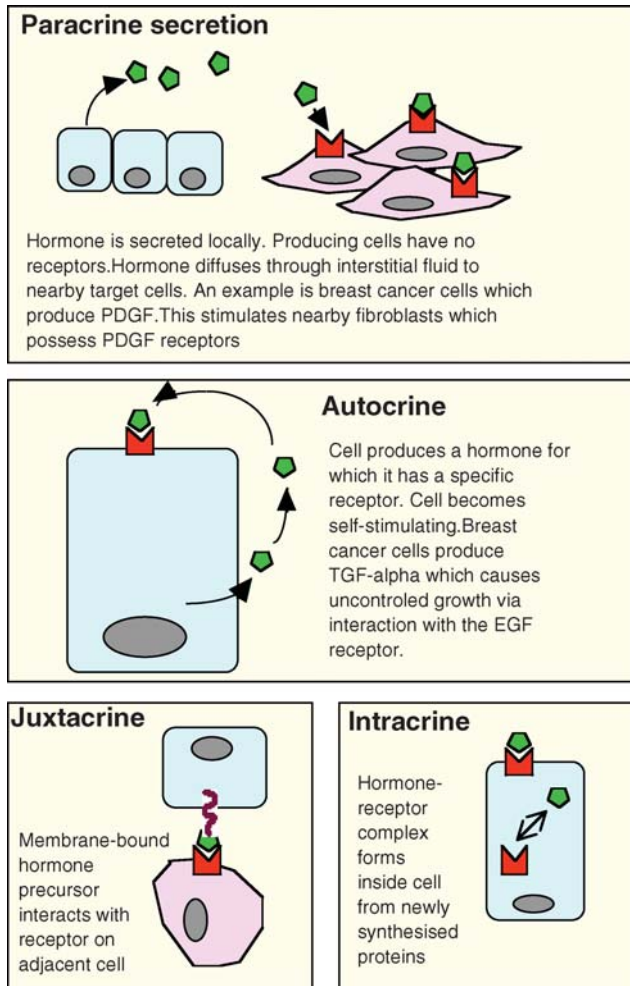 Paracrine secretion
Hormone is secreted locally. Producing cells have no
receptors.Hormone diffuses through interstitial fluid to
nearby target cells. An example is breast cancer cells which
produce PDGF.This stimulates nearby fibroblasts which
possess PDGF receptors
Autocrine
Cell produces a hormone for
which it has a specific
receptor. Cell becomes
self-stimulating.Breast
cancer cells produce
TGF-alpha which causes
uncontroled growth via
interaction with the EGF
receptor.
Juxtacrine
Membrane-bound
hormone
precursor
interacts with
receptor on
adjacent cell
Intracrine
Hormone-
receptor
complex
forms
inside cell
from newly
synthesised
proteins